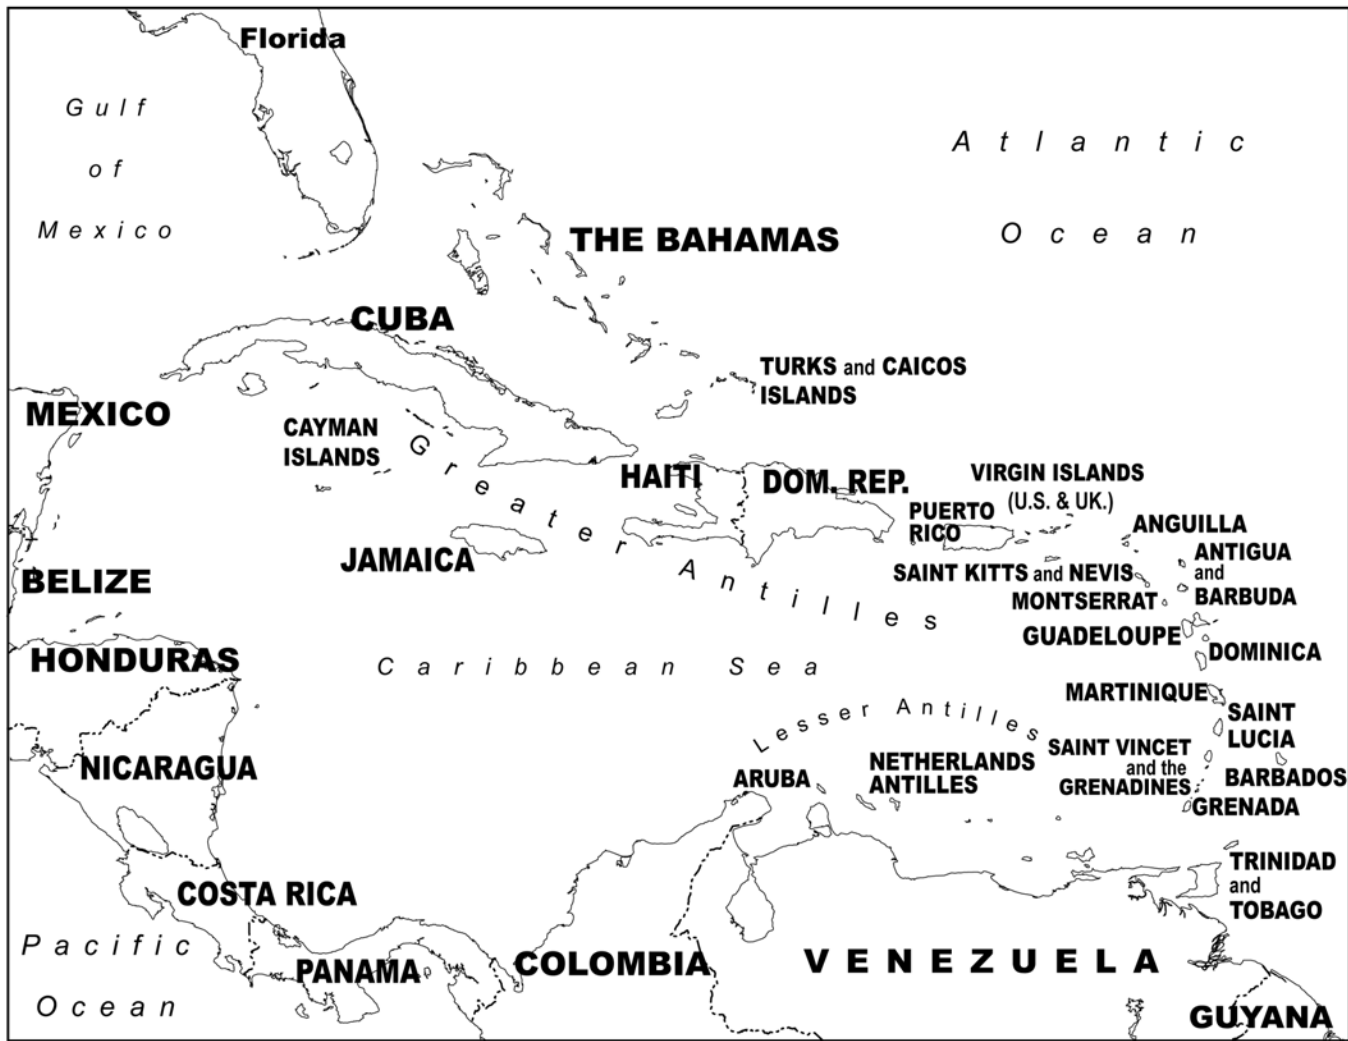 Florida
Gulf
of
Mexico
Atlantic
Ocean
THE BAHAMAS
CUBA
TURKS and CAICOS
ISLANDS
MEXICO
CAYMAN
ISLANDS
Greater Antilles
HAITI
DOM. REP.
VIRGIN ISLANDS
(U.S. & UK.)
PUERTO
RICO
ANGUILLA
JAMAICA
ANTIGUA
and
BARBUDA
BELIZE
SAINT KITTS and NEVIS
MONTSERRAT
GUADELOUPE
DOMINICA
HONDURAS
Caribbean Sea
MARTINIQUE
Lesser Antilles
SAINT
LUCIA
NICARAGUA
ARUBA
NETHERLANDS
ANTILLES
SAINT VINCET
and the
GRENADINES
BARBADOS
GRENADA
COSTA RICA
TRINIDAD
and
TOBAGO
Pacific
Ocean
PANAMA
COLOMBIA
VENEZUELA
GUYANA